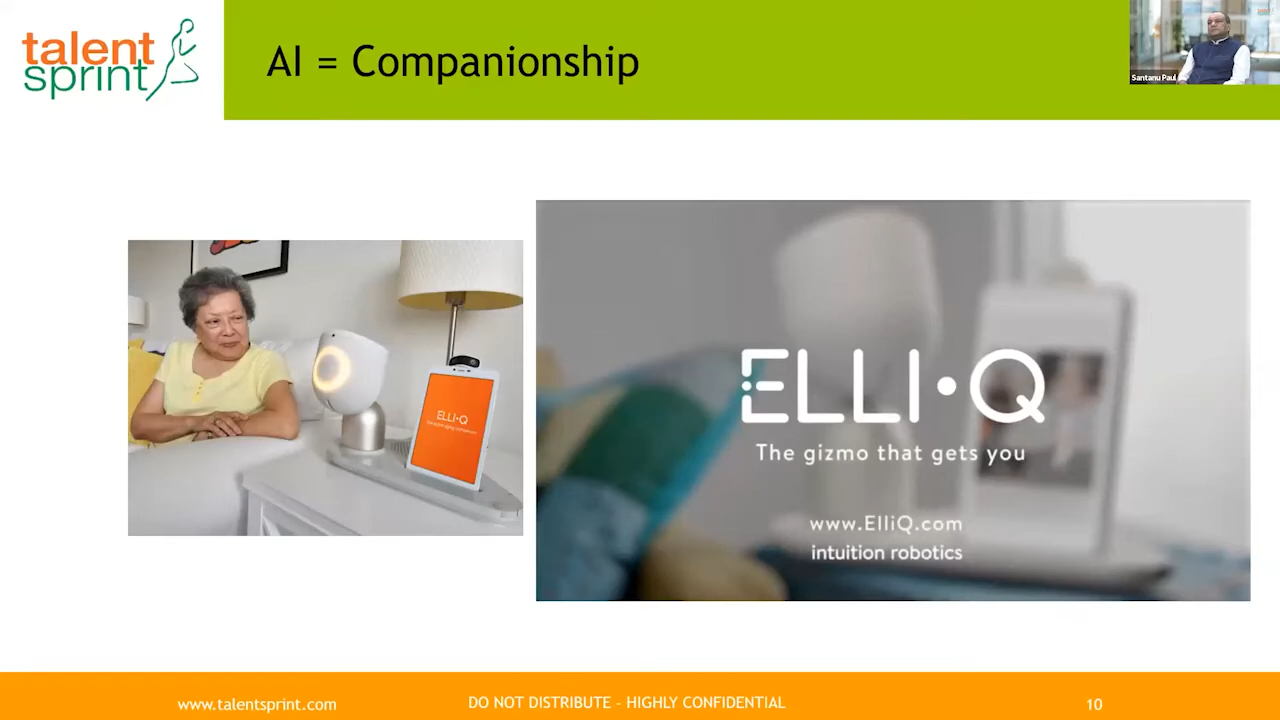 talent
sprint
AI = Companionship
Santanu Paul
ELLI•Q
ELLI•Q
The gizmo that gets you
www.ElliQ.com
intuition robotics
www.talentsprint.com
DO NOT DISTRIBUTE - HIGHLY CONFIDENTIAL
10